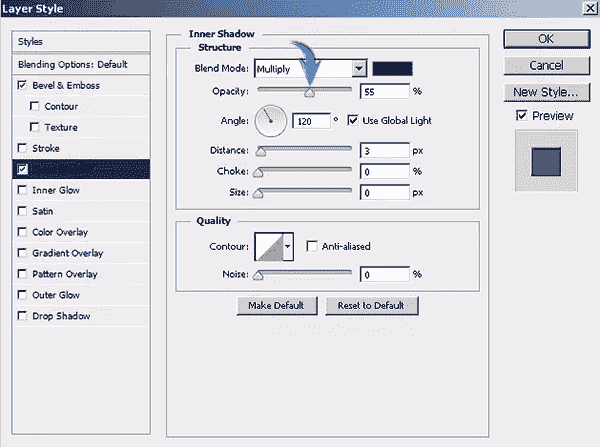 Layer Style
Styles
Blending Options: Default
Bevel & Emboss
Contour
Texture
Stroke
Inner Glow
Satin
Color Overlay
Gradient Overlay
Pattern Overlay
Outer Glow
Drop Shadow
Inner Shadow
Structure
Blend Mode: Multiply
Opacity: 55 %
Angle: 120 ° Use Global Light
Distance: 3 px
Choke: 0 %
Size: 0 px
Quality
Contour: Anti-aliased
Noise: 0 %
Make Default Reset to Default
OK
Cancel
New Style...
Preview